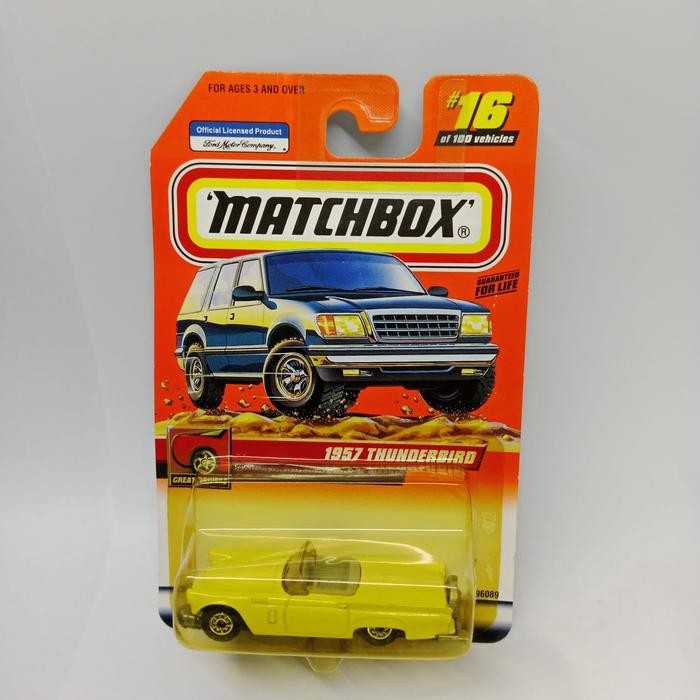 FOR AGES 3 AND OVER
#16
of 100 vehicles
Official Licensed Product
Ford Motor Company
'MATCHBOX'®
GUARANTEED
FOR LIFE
1957 THUNDERBIRD
GREAT
96089